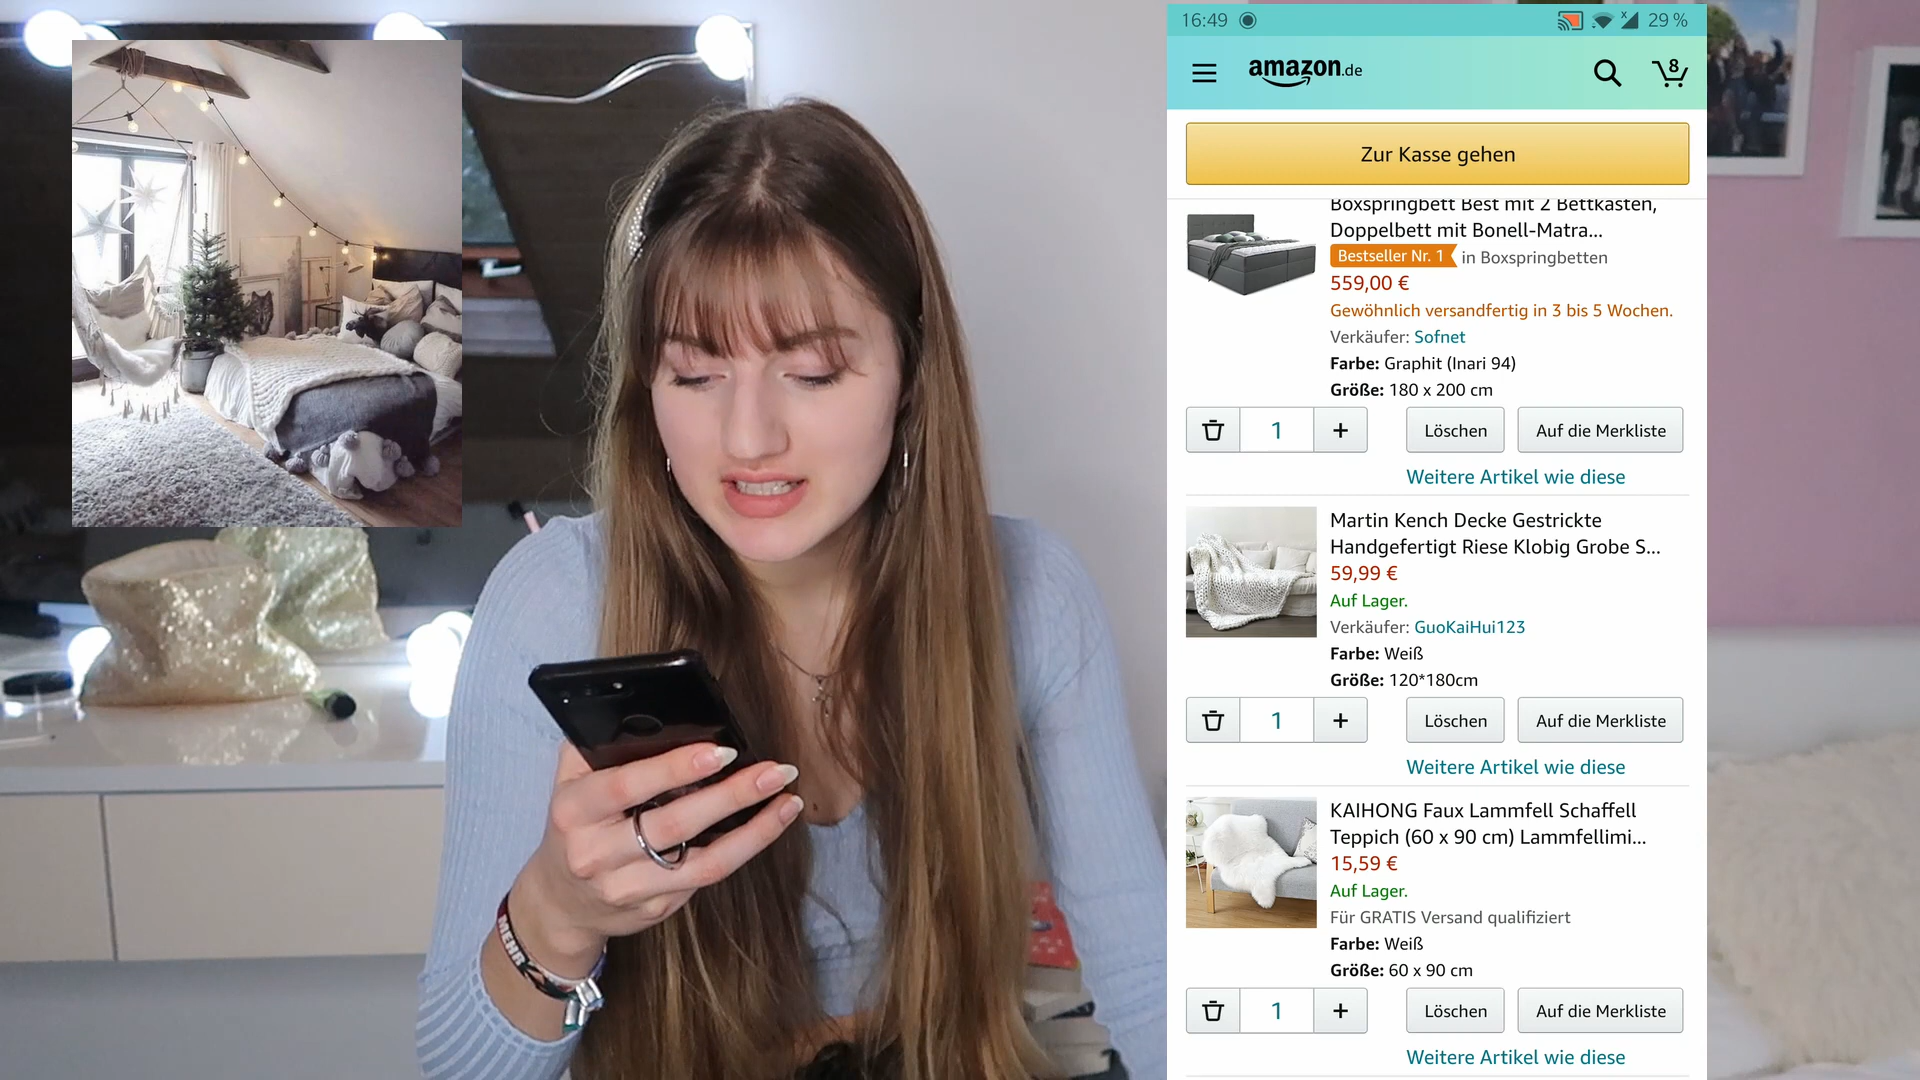 16:49
29 %
amazon.de
8
Zur Kasse gehen
Boxspringbett Best mit 2 Bettkästen,
Doppelbett mit Bonell-Matra...
Bestseller Nr. 1 in Boxspringbetten
559,00 €
Gewöhnlich versandfertig in 3 bis 5 Wochen.
Verkäufer: Sofnet
Farbe: Graphit (Inari 94)
Größe: 180 x 200 cm
1
Löschen
Auf die Merkliste
Weitere Artikel wie diese
Martin Kench Decke Gestrickte
Handgefertigt Riese Klobig Grobe S...
59,99 €
Auf Lager.
Verkäufer: GuoKaiHui123
Farbe: Weiß
Größe: 120*180cm
1
Löschen
Auf die Merkliste
Weitere Artikel wie diese
KAIHONG Faux Lammfell Schaffell
Teppich (60 x 90 cm) Lammfellimi...
15,59 €
Auf Lager.
Für GRATIS Versand qualifiziert
Farbe: Weiß
Größe: 60 x 90 cm
1
Löschen
Auf die Merkliste
Weitere Artikel wie diese
MEHR